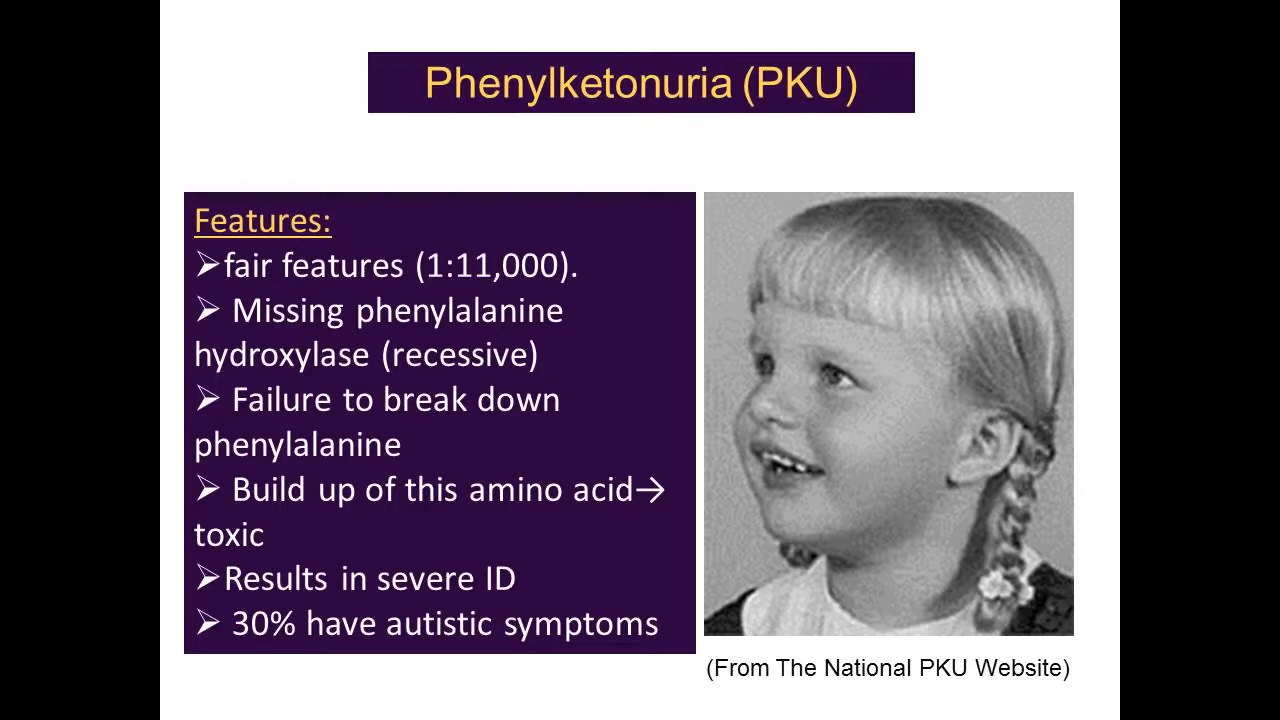 Phenylketonuria (PKU)
Features:
➢fair features (1:11,000).
➢ Missing phenylalanine
hydroxylase (recessive)
➢ Failure to break down
phenylalanine
➢ Build up of this amino acid→
toxic
➢Results in severe ID
➢ 30% have autistic symptoms
(From The National PKU Website)